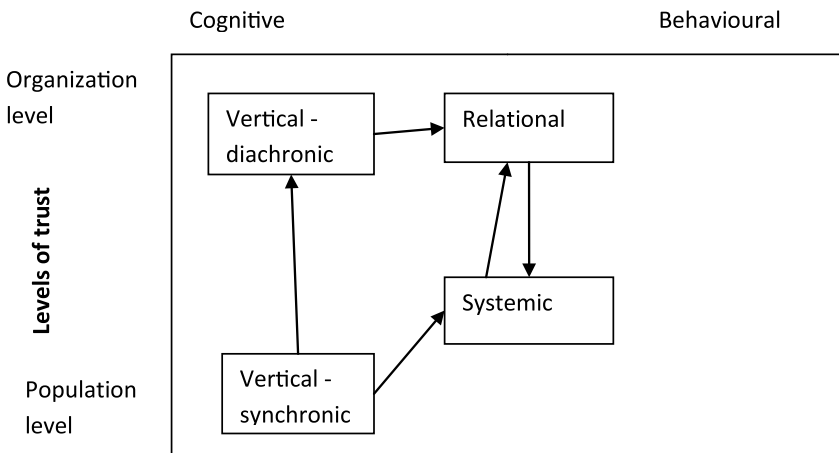 Cognitive
Behavioural
Organization
level
Vertical -
diachronic
Relational
Levels of trust
Systemic
Population
level
Vertical -
synchronic